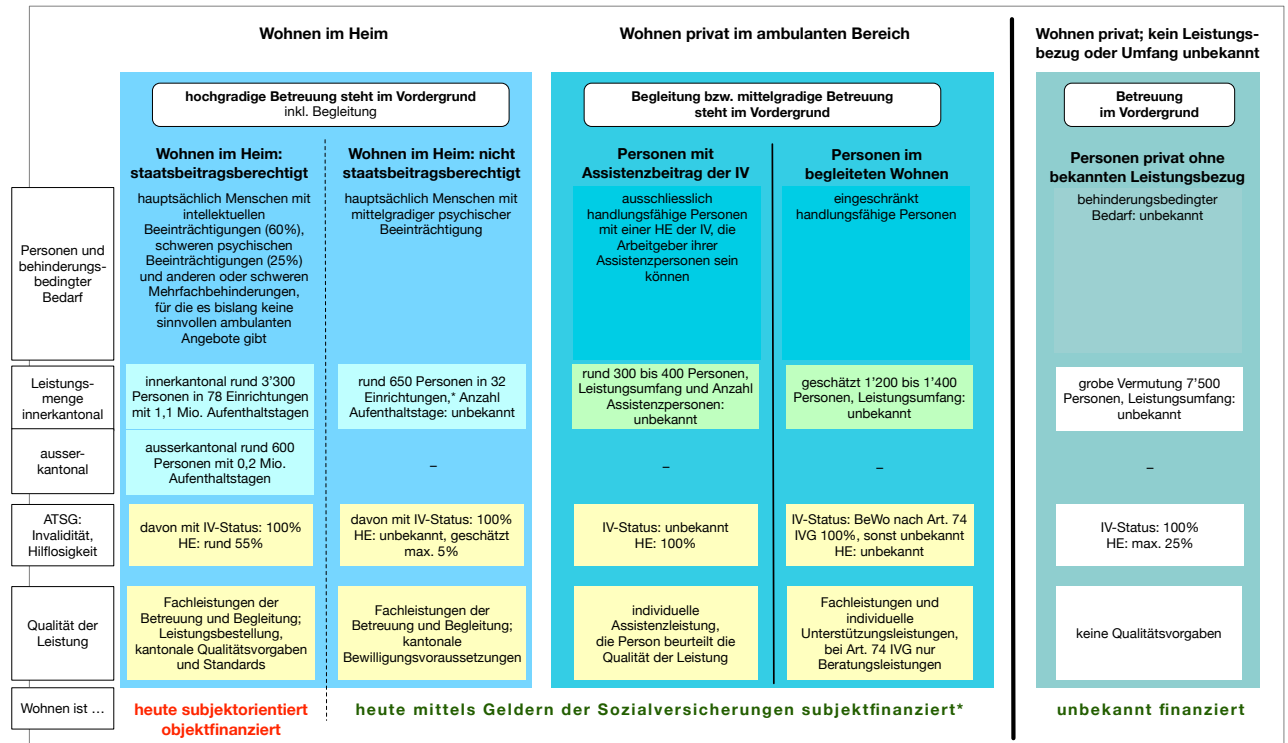 Wohnen im Heim
Wohnen privat im ambulanten Bereich
Wohnen privat; kein Leistungs-
bezug oder Umfang unbekannt
hochgradige Betreuung steht im Vordergrund
inkl. Begleitung
Begleitung bzw. mittelgradige Betreuung
steht im Vordergrund
Betreuung
im Vordergrund
Wohnen im Heim:
staatsbeitragsberechtigt
Wohnen im Heim: nicht
staatsbeitragsberechtigt
Personen mit
Assistenzbeitrag der IV
Personen im
begleiteten Wohnen
Personen privat ohne
bekannten Leistungsbezug
Personen und
behinderungs-
bedingter
Bedarf
hauptsächlich Menschen mit
intellektuellen
Beeinträchtigungen (60%),
schweren psychischen
Beeinträchtigungen (25%)
und anderen oder schweren
Mehrfachbehinderungen,
für die es bislang keine
sinnvollen ambulanten
Angebote gibt
hauptsächlich Menschen mit
mittelgradiger psychischer
Beeinträchtigung
ausschliesslich
handlungsfähige Personen
mit einer HE der IV, die
Arbeitgeber ihrer
Assistenzpersonen sein
können
eingeschränkt
handlungsfähige Personen
behinderungsbedingter
Bedarf: unbekannt
Leistungs-
menge
innerkantonal
innerkantonal rund 3’300
Personen in 78 Einrichtungen
mit 1,1 Mio. Aufenthaltstagen
rund 650 Personen in 32
Einrichtungen,* Anzahl
Aufenthaltstage: unbekannt
rund 300 bis 400 Personen,
Leistungsumfang und Anzahl
Assistenzpersonen:
unbekannt
geschätzt 1’200 bis 1’400
Personen, Leistungsumfang:
unbekannt
grobe Vermutung 7’500
Personen, Leistungsumfang:
unbekannt
ausser-
kantonal
ausserkantonal rund 600
Personen mit 0,2 Mio.
Aufenthaltstagen
–
–
–
–
ATSG:
Invalidität,
Hilflosigkeit
davon mit IV-Status: 100%
HE: rund 55%
davon mit IV-Status: 100%
HE: unbekannt, geschätzt
max. 5%
IV-Status: unbekannt
HE: 100%
IV-Status: BeWo nach Art. 74
IVG 100%, sonst unbekannt
HE: unbekannt
IV-Status: 100%
HE: max. 25%
Qualität der
Leistung
Fachleistungen der
Betreuung und Begleitung;
Leistungsbestellung,
kantonale Qualitätsvorgaben
und Standards
Fachleistungen der
Betreuung und Begleitung;
kantonale
Bewilligungsvoraussetzungen
individuelle
Assistenzleistung,
die Person beurteilt die
Qualität der Leistung
Fachleistungen und
individuelle
Unterstützungsleistungen,
bei Art. 74 IVG nur
Beratungsleistungen
keine Qualitätsvorgaben
Wohnen ist …
heute subjektorientiert
objektfinanziert
heute mittels Geldern der Sozialversicherungen subjektfinanziert*
unbekannt finanziert